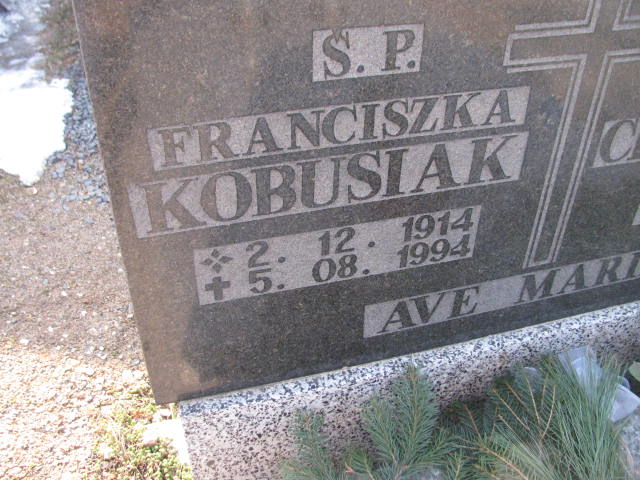 Ś. P.
FRANCISZKA
KOBUSIAK
2. 12. 1914
✝ 5. 08. 1994
AVE